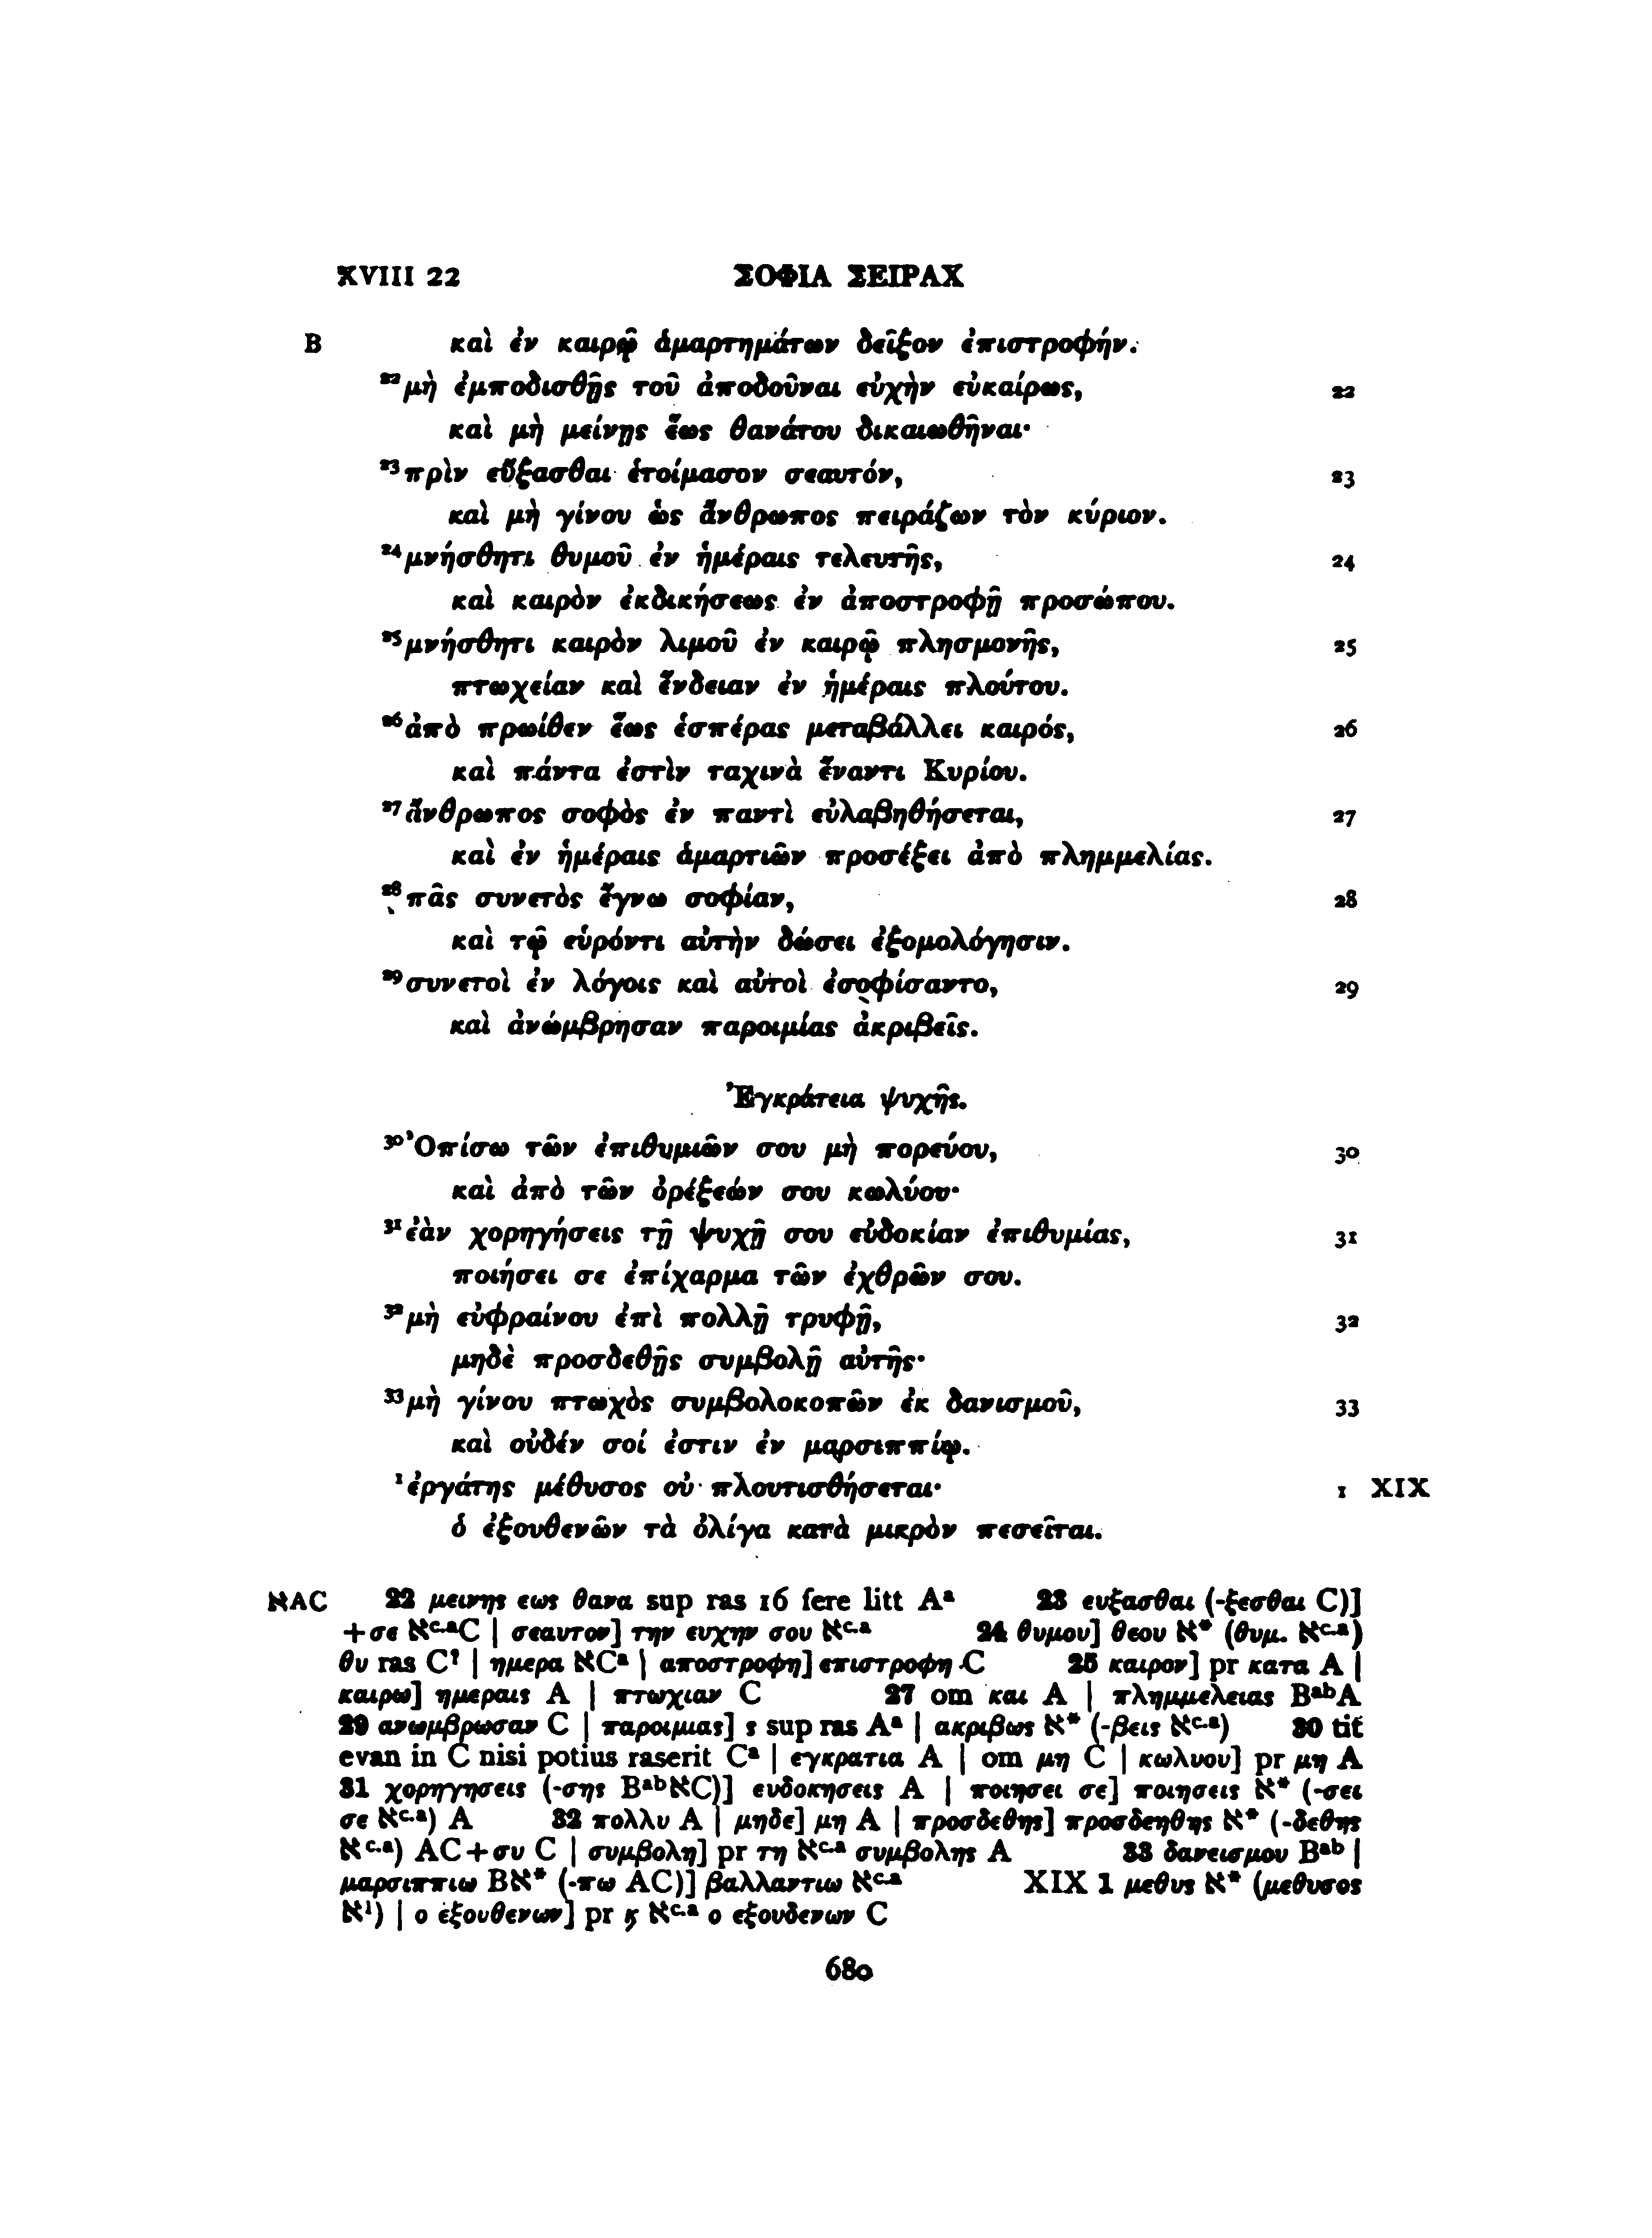 XVIII 22 ΣΟΦΙΑ ΣΕΙΡΑΧ
B καὶ ἐν καιρῷ ἁμαρτημάτων δεῖξον ἐπιστροφήν.
²²μὴ ἐμποδισθῇς τοῦ ἀποδοῦναι εὐχὴν εὐκαίρως, 22
καὶ μὴ μείνῃς ἕως θανάτου δικαιωθῆναι·
²³πρὶν εὔξασθαι ἑτοίμασον σεαυτόν, 23
καὶ μὴ γίνου ὡς ἄνθρωπος πειράζων τὸν κύριον.
²⁴μνήσθητι θυμοῦ ἐν ἡμέραις τελευτῆς, 24
καὶ καιρὸν ἐκδικήσεως ἐν ἀποστροφῇ προσώπου.
²⁵μνήσθητι καιρὸν λιμοῦ ἐν καιρῷ πλησμονῆς, 25
πτωχείαν καὶ ἔνδειαν ἐν ἡμέραις πλούτου.
²⁶ἀπὸ πρωίθεν ἕως ἑσπέρας μεταβάλλει καιρός, 26
καὶ πάντα ἐστὶν ταχινὰ ἔναντι Κυρίου.
²⁷ἄνθρωπος σοφὸς ἐν παντὶ εὐλαβηθήσεται, 27
καὶ ἐν ἡμέραις ἁμαρτιῶν προσέξει ἀπὸ πλημμελίας.
²⁸πᾶς συνετὸς ἔγνω σοφίαν, 28
καὶ τῷ εὑρόντι αὐτὴν δώσει ἐξομολόγησιν.
²⁹συνετοὶ ἐν λόγοις καὶ αὐτοὶ ἐσοφίσαντο, 29
καὶ ἀνώμβρησαν παροιμίας ἀκριβεῖς.
Ἐγκράτεια ψυχῆς.
³⁰Ὀπίσω τῶν ἐπιθυμιῶν σου μὴ πορεύου, 30
καὶ ἀπὸ τῶν ὀρέξεών σου κωλύου·
³¹ἐὰν χορηγήσεις τῇ ψυχῇ σου εὐδοκίαν ἐπιθυμίας, 31
ποιήσει σε ἐπίχαρμα τῶν ἐχθρῶν σου.
³²μὴ εὐφραίνου ἐπὶ πολλῇ τρυφῇ, 32
μηδὲ προσδεθῇς συμβολῇ αὐτῆς·
³³μὴ γίνου πτωχὸς συμβολοκοπῶν ἐκ δανισμοῦ, 33
καὶ οὐδέν σοί ἐστιν ἐν μαρσιππίῳ.
¹ἐργάτης μέθυσος οὐ πλουτισθήσεται· 1 XIX
ὁ ἐξουθενῶν τὰ ὀλίγα κατὰ μικρὸν πεσεῖται.
אAC 22 μεινης εως θανα sup ras 16 fere litt Aᵃ 23 ευξασθαι (-ξεσθαι C)]
+σε אᶜ·ᵃC | σεαυτον] την ευχην σου אᶜ·ᵃ 24 θυμου] θεου א* (θυμ. אᶜ·ᵃ)
θυ ras C? | ημερα אCᵃ | αποστροφη] επιστροφη C 25 καιρον] pr κατα A |
καιρω] ημεραις A | πτωχιαν C 27 om και A | πλημμελειας BᵃᵇA
29 ανωμβρωσαν C | παροιμιας] ς sup ras Aᵃ | ακριβως א* (-βεις אᶜ·ᵃ) 30 tit
evan in C nisi potius raserit Cᵃ | εγκρατια A | om μη C | κωλυου] pr μη A
31 χορηγησεις (-σης BᵃᵇאC)] ευδοκησεις A | ποιησει σε] ποιησεις א* (-σει
σε אᶜ·ᵃ) A 32 πολλυ A | μηδε] μη A | προσδεθης] προσδεηθης א* (-δεθης
אᶜ·ᵃ) AC+συ C | συμβολη] pr τη אᶜ·ᵃ συμβολης A 33 δανεισμου Bᵃᵇ |
μαρσιππιω Bא* (-πω AC)] βαλλαντιω אᶜ·ᵃ XIX 1 μεθυς א* (μεθυσος
א¹) | ο εξουθενων] pr ϗ אᶜ·ᵃ ο εξουδενων C
680